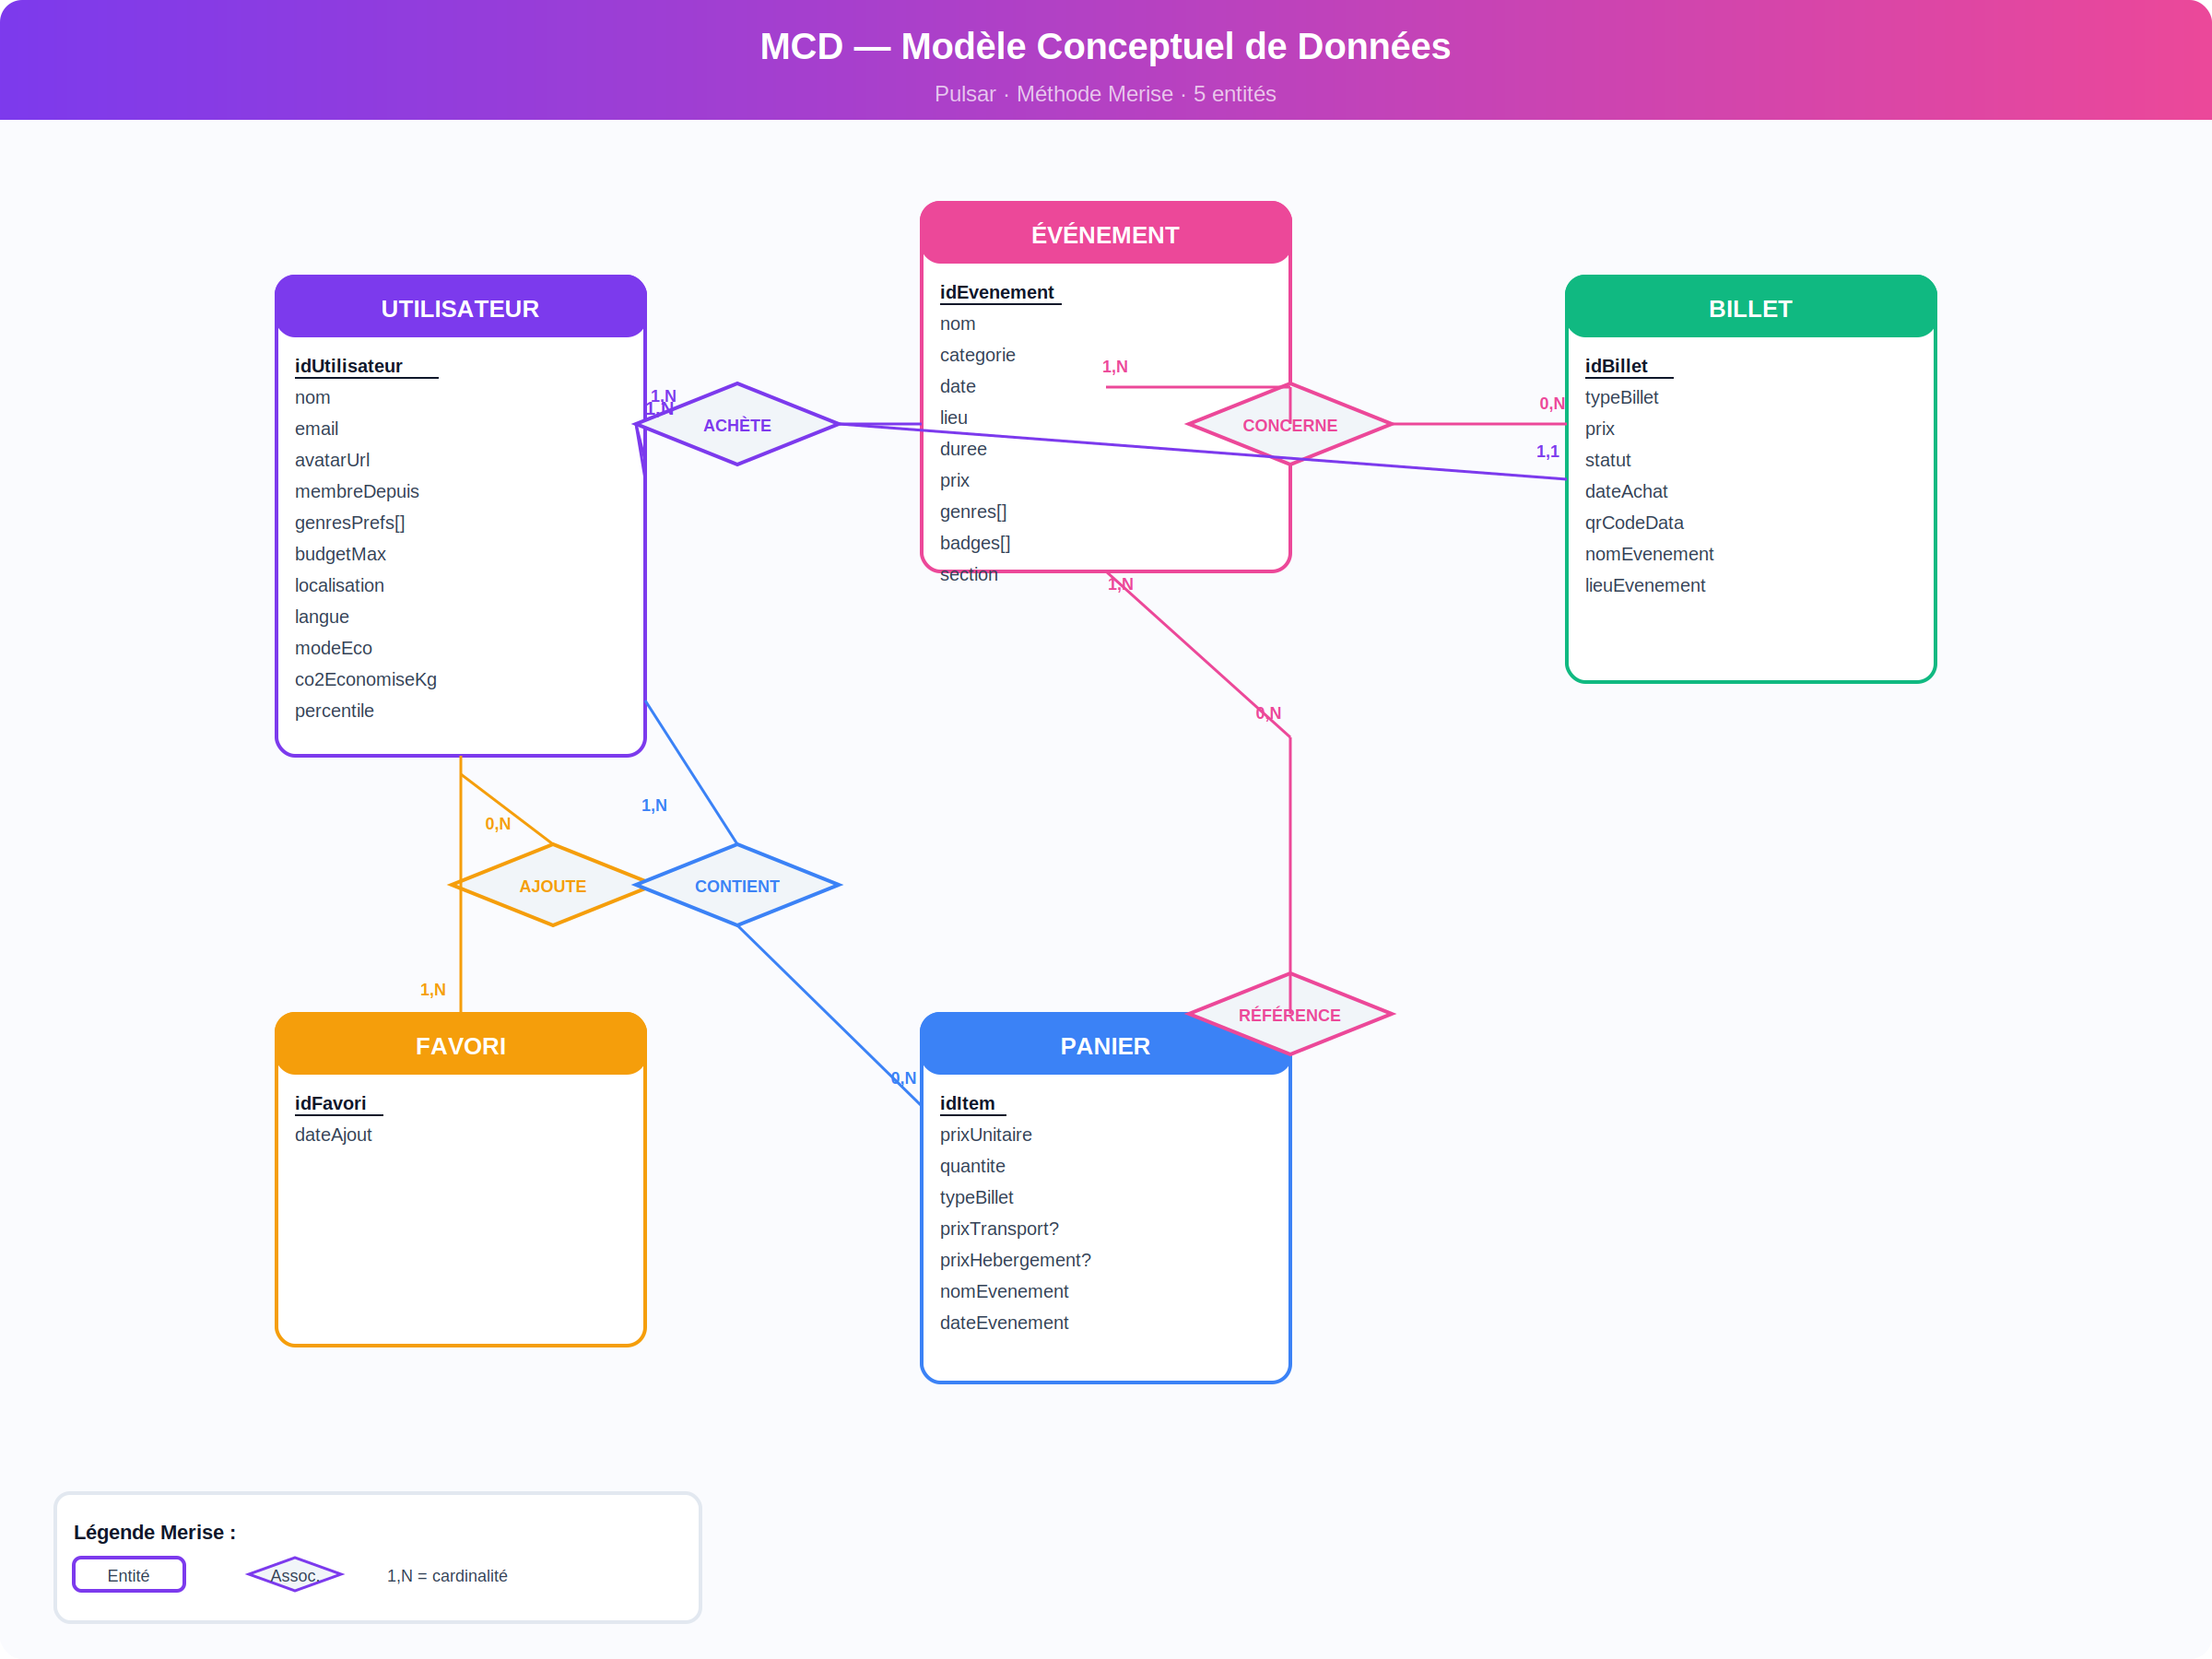 MCD — Modèle Conceptuel de Données
Pulsar · Méthode Merise · 5 entités
UTILISATEUR
idUtilisateur
nom
email
avatarUrl
membreDepuis
genresPrefs[]
budgetMax
localisation
langue
modeEco
co2EconomiseKg
percentile
1,N
1,N
ACHÈTE
ÉVÉNEMENT
idEvenement
nom
categorie
date
lieu
duree
prix
genres[]
badges[]
section
1,N
CONCERNE
0,N
1,1
BILLET
idBillet
typeBillet
prix
statut
dateAchat
qrCodeData
nomEvenement
lieuEvenement
1,N
0,N
1,N
0,N
AJOUTE
CONTIENT
1,N
0,N
RÉFÉRENCE
FAVORI
idFavori
dateAjout
PANIER
idItem
prixUnitaire
quantite
typeBillet
prixTransport?
prixHebergement?
nomEvenement
dateEvenement
Légende Merise :
Entité
Assoc.
1,N = cardinalité